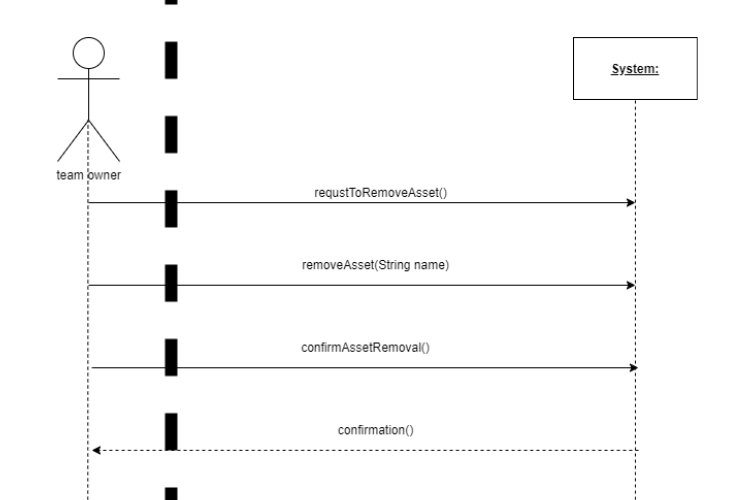 System:
team owner
requstToRemoveAsset()
removeAsset(String name)
confirmAssetRemoval()
confirmation()